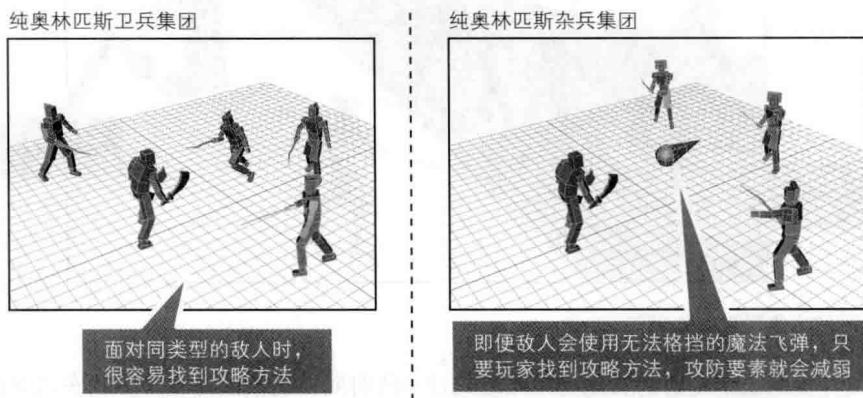 纯奥林匹斯卫兵集团
纯奥林匹斯杂兵集团
面对同类型的敌人时，
很容易找到攻略方法
即便敌人会使用无法格挡的魔法飞弹，只
要玩家找到攻略方法，攻防要素就会减弱